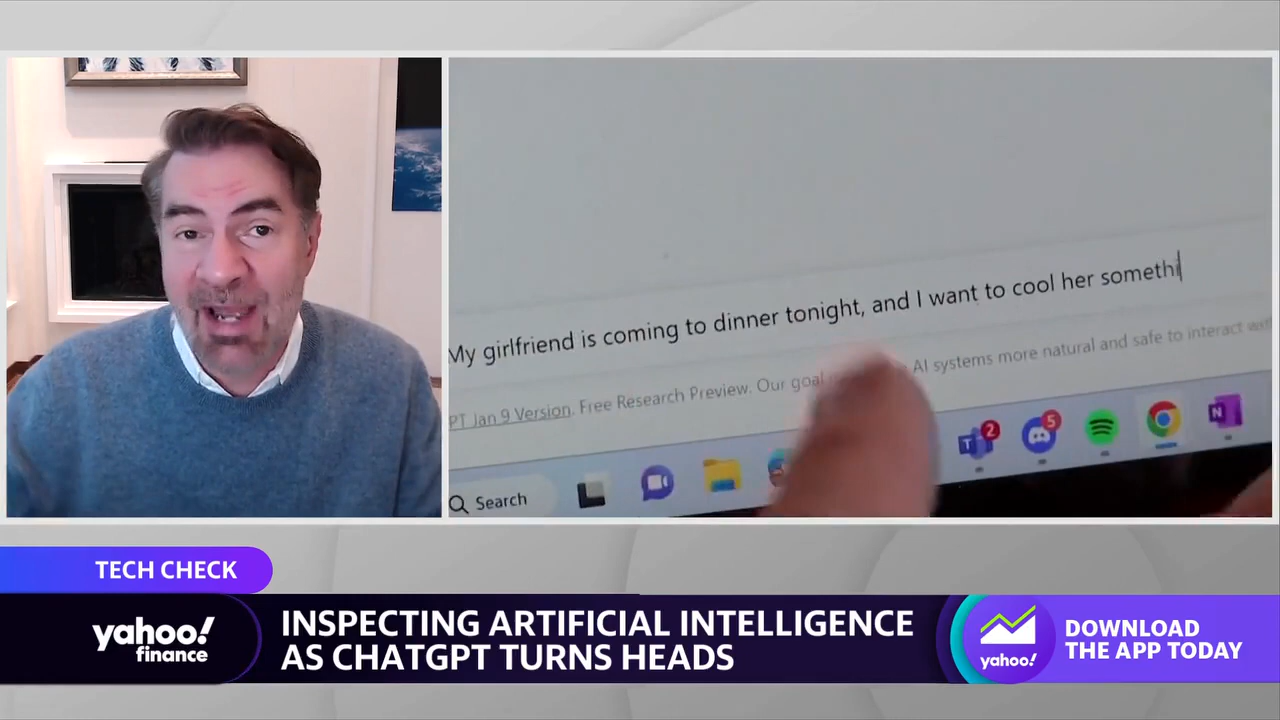 My girlfriend is coming to dinner tonight, and I want to cool her somethi
PT Jan 9 Version. Free Research Preview. Our goal AI systems more natural and safe to interact
Search
T 2
5
N
TECH CHECK
yahoo!
finance
INSPECTING ARTIFICIAL INTELLIGENCE
AS CHATGPT TURNS HEADS
yahoo!
DOWNLOAD
THE APP TODAY